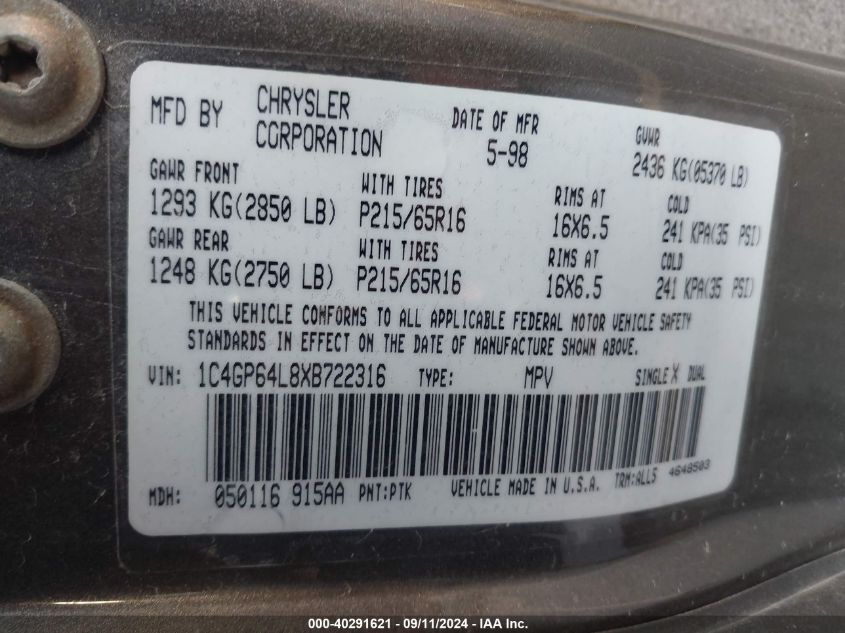 MFD BY CHRYSLER CORPORATION DATE OF MFR 5-98 GVWR 2436 KG(05370 LB)
GAWR FRONT WITH TIRES RIMS AT COLD
1293 KG(2850 LB) P215/65R16 16X6.5 241 KPA(35 PSI)
GAWR REAR WITH TIRES RIMS AT COLD
1248 KG(2750 LB) P215/65R16 16X6.5 241 KPA(35 PSI)
THIS VEHICLE CONFORMS TO ALL APPLICABLE FEDERAL MOTOR VEHICLE SAFETY
STANDARDS IN EFFECT ON THE DATE OF MANUFACTURE SHOWN ABOVE.
VIN: 1C4GP64L8XB722316 TYPE: MPV SINGLE X DUAL
MDH: 050116 915AA PNT:PTK VEHICLE MADE IN U.S.A. TRM:ALL5 4648503
000-40291621 - 09/11/2024 - IAA Inc.